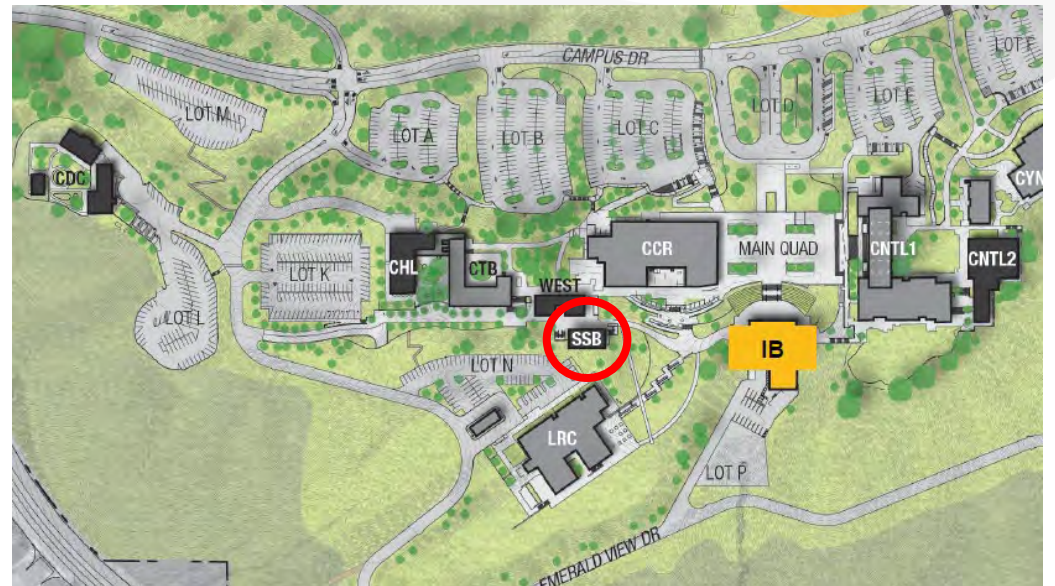 CAMPUS DR
LOT F
LOT M
LOT A
LOT B
LOT C
LOT D
LOT E
CDC
CYN
LOT K
CHL
CTB
CCR
MAIN QUAD
CNTL1
CNTL2
WEST
LOT L
SSB
IB
LOT N
LRC
LOT P
EMERALD VIEW DR